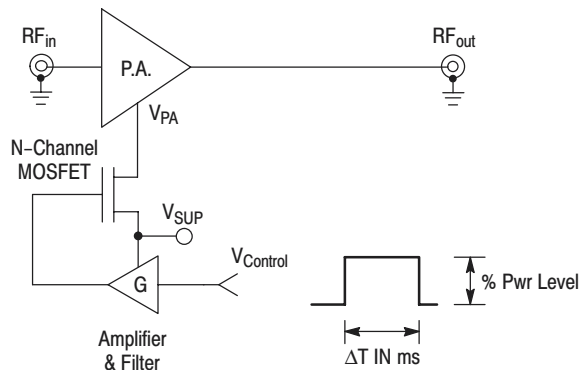 RFin
RFout
P.A.
VPA
N−Channel
MOSFET
VSUP
VControl
G
% Pwr Level
Amplifier
& Filter
ΔT IN ms